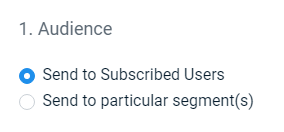 1. Audience
Send to Subscribed Users
Send to particular segment(s)